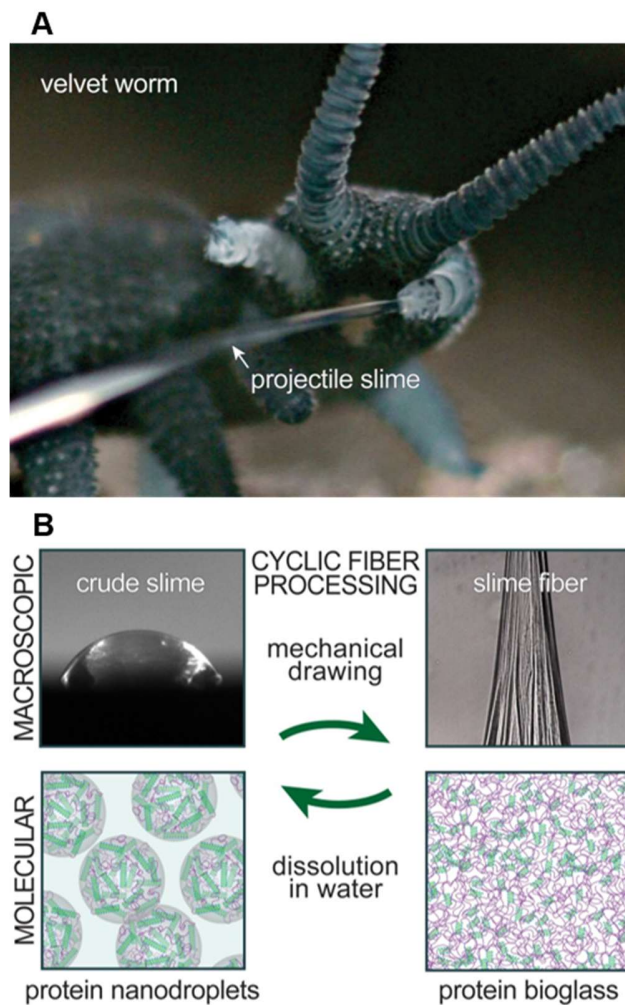 A
velvet worm
projectile slime
B
MACROSCOPIC
crude slime
CYCLIC FIBER
PROCESSING
slime fiber
mechanical
drawing
MOLECULAR
dissolution
in water
protein nanodroplets
protein bioglass